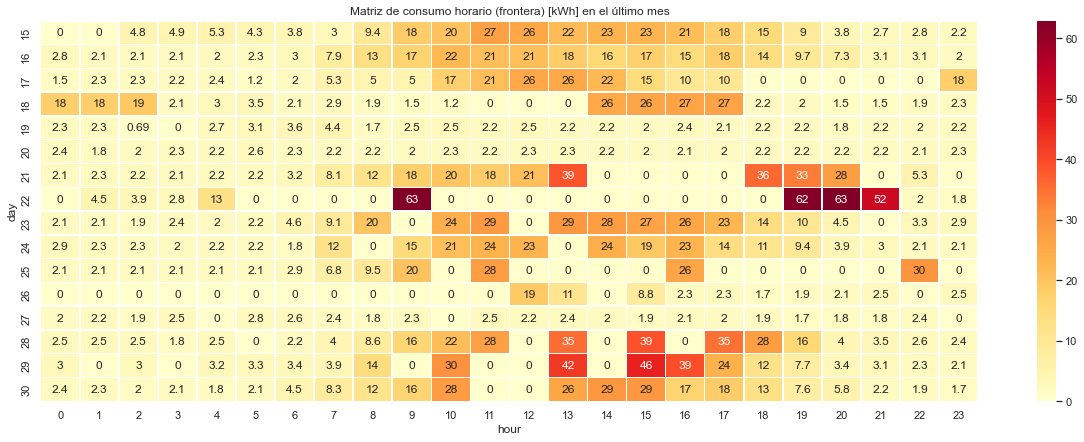 Matriz de consumo horario (frontera) [kWh] en el último mes
day
15 0 0 4.8 4.9 5.3 4.3 3.8 3 9.4 18 20 27 26 22 23 23 21 18 15 9 3.8 2.7 2.8 2.2
16 2.8 2.1 2.1 2.1 2 2.3 3 7.9 13 17 22 21 21 18 16 17 15 18 14 9.7 7.3 3.1 3.1 2
17 1.5 2.3 2.3 2.2 2.4 1.2 2 5.3 5 5 17 21 26 26 22 15 10 10 0 0 0 0 0 18
18 18 18 19 2.1 3 3.5 2.1 2.9 1.9 1.5 1.2 0 0 0 26 26 27 27 2.2 2 1.5 1.5 1.9 2.3
19 2.3 2.3 0.69 0 2.7 3.1 3.6 4.4 1.7 2.5 2.5 2.2 2.5 2.2 2.2 2 2.4 2.1 2.2 2.2 1.8 2.2 2 2.2
20 2.4 1.8 2 2.3 2.2 2.6 2.3 2.2 2.2 2 2.3 2.2 2.3 2.3 2.2 2 2.1 2 2.2 2.2 2.2 2.2 2.1 2.3
21 2.1 2.3 2.2 2.1 2.2 2.2 3.2 8.1 12 18 20 18 21 39 0 0 0 0 36 33 28 0 5.3 0
22 0 4.5 3.9 2.8 13 0 0 0 0 63 0 0 0 0 0 0 0 0 0 62 63 52 2 1.8
23 2.1 2.1 1.9 2.4 2 2.2 4.6 9.1 20 0 24 29 0 29 28 27 26 23 14 10 4.5 0 3.3 2.9
24 2.9 2.3 2.3 2 2.2 2.2 1.8 12 0 15 21 24 23 0 24 19 23 14 11 9.4 3.9 3 2.1 2.1
25 2.1 2.1 2.1 2.1 2.1 2.1 2.9 6.8 9.5 20 0 28 0 0 0 0 26 0 0 0 0 0 30 0
26 0 0 0 0 0 0 0 0 0 0 0 0 19 11 0 8.8 2.3 2.3 1.7 1.9 2.1 2.5 0 2.5
27 2 2.2 1.9 2.5 0 2.8 2.6 2.4 1.8 2.3 0 2.5 2.2 2.4 2 1.9 2.1 2 1.9 1.7 1.8 1.8 2.4 0
28 2.5 2.5 2.5 1.8 2.5 0 2.2 4 8.6 16 22 28 0 35 0 39 0 35 28 16 4 3.5 2.6 2.4
29 3 0 3 0 3.2 3.3 3.4 3.9 14 0 30 0 0 42 0 46 39 24 12 7.7 3.4 3.1 2.3 2.1
30 2.4 2.3 2 2.1 1.8 2.1 4.5 8.3 12 16 28 0 0 26 29 29 17 18 13 7.6 5.8 2.2 1.9 1.7
0 1 2 3 4 5 6 7 8 9 10 11 12 13 14 15 16 17 18 19 20 21 22 23
hour
60
50
40
30
20
10
0